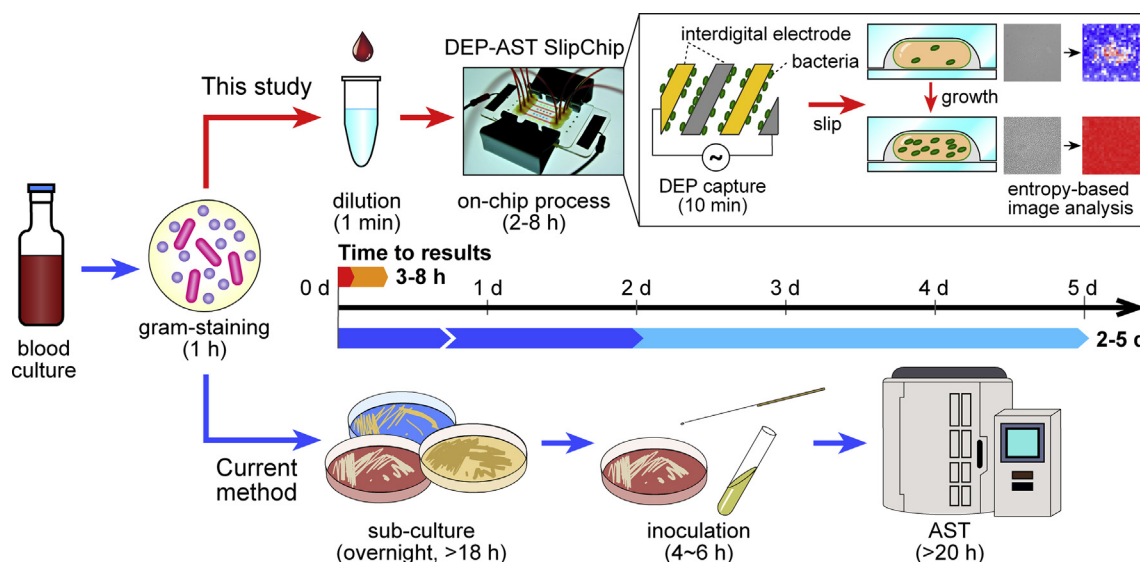 This study
DEP-AST SlipChip
interdigital electrode
bacteria
slip
growth
dilution
(1 min)
on-chip process
(2-8 h)
DEP capture
(10 min)
~
entropy-based
image analysis
blood
culture
gram-staining
(1 h)
Time to results
3-8 h
0 d
1 d
2 d
3 d
4 d
5 d
2-5 d
Current
method
sub-culture
(overnight, >18 h)
inoculation
(4~6 h)
AST
(>20 h)